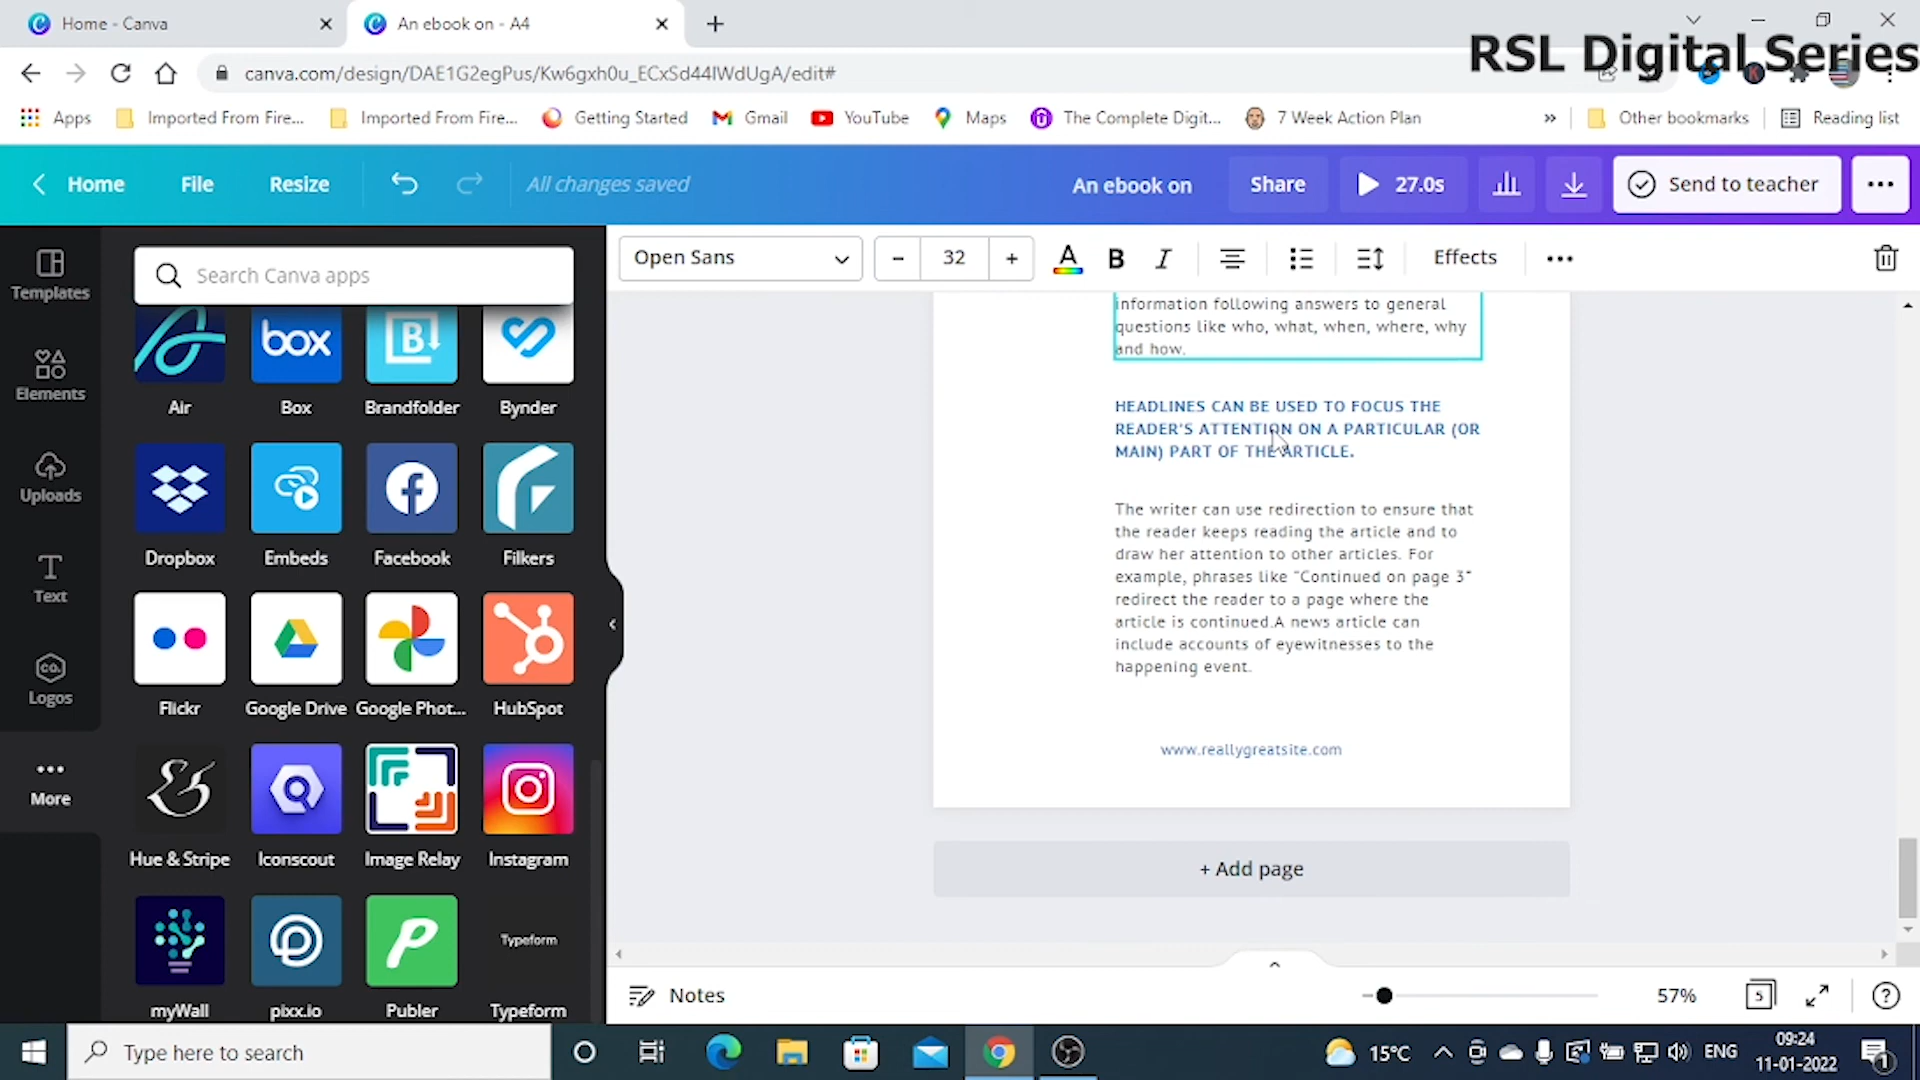 Home - Canva
An ebook on - A4
RSL Digital Series
canva.com/design/DAE1G2egPus/Kw6gxh0u_ECxSd44lWdUgA/edit#
Apps
Imported From Fire...
Imported From Fire...
Getting Started
Gmail
YouTube
Maps
The Complete Digit...
7 Week Action Plan
»
Other bookmarks
Reading list
Home
File
Resize
All changes saved
An ebook on
Share
27.0s
Send to teacher
Templates
Elements
Uploads
Text
CO.
Logos
More
Search Canva apps
box
Air
Box
Brandfolder
Bynder
Dropbox
Embeds
Facebook
Filkers
Flickr
Google Drive
Google Phot...
HubSpot
Hue & Stripe
Iconscout
Image Relay
Instagram
Typeform
myWall
pixx.io
Publer
Typeform
Open Sans
- 32 +
A
B
I
Effects
information following answers to general
questions like who, what, when, where, why
and how.
HEADLINES CAN BE USED TO FOCUS THE
READER'S ATTENTION ON A PARTICULAR (OR
MAIN) PART OF THE ARTICLE.
The writer can use redirection to ensure that
the reader keeps reading the article and to
draw her attention to other articles. For
example, phrases like "Continued on page 3"
redirect the reader to a page where the
article is continued.A news article can
include accounts of eyewitnesses to the
happening event.
www.reallygreatsite.com
+ Add page
Notes
57%
5
Type here to search
15°C
ENG
09:24
11-01-2022
1